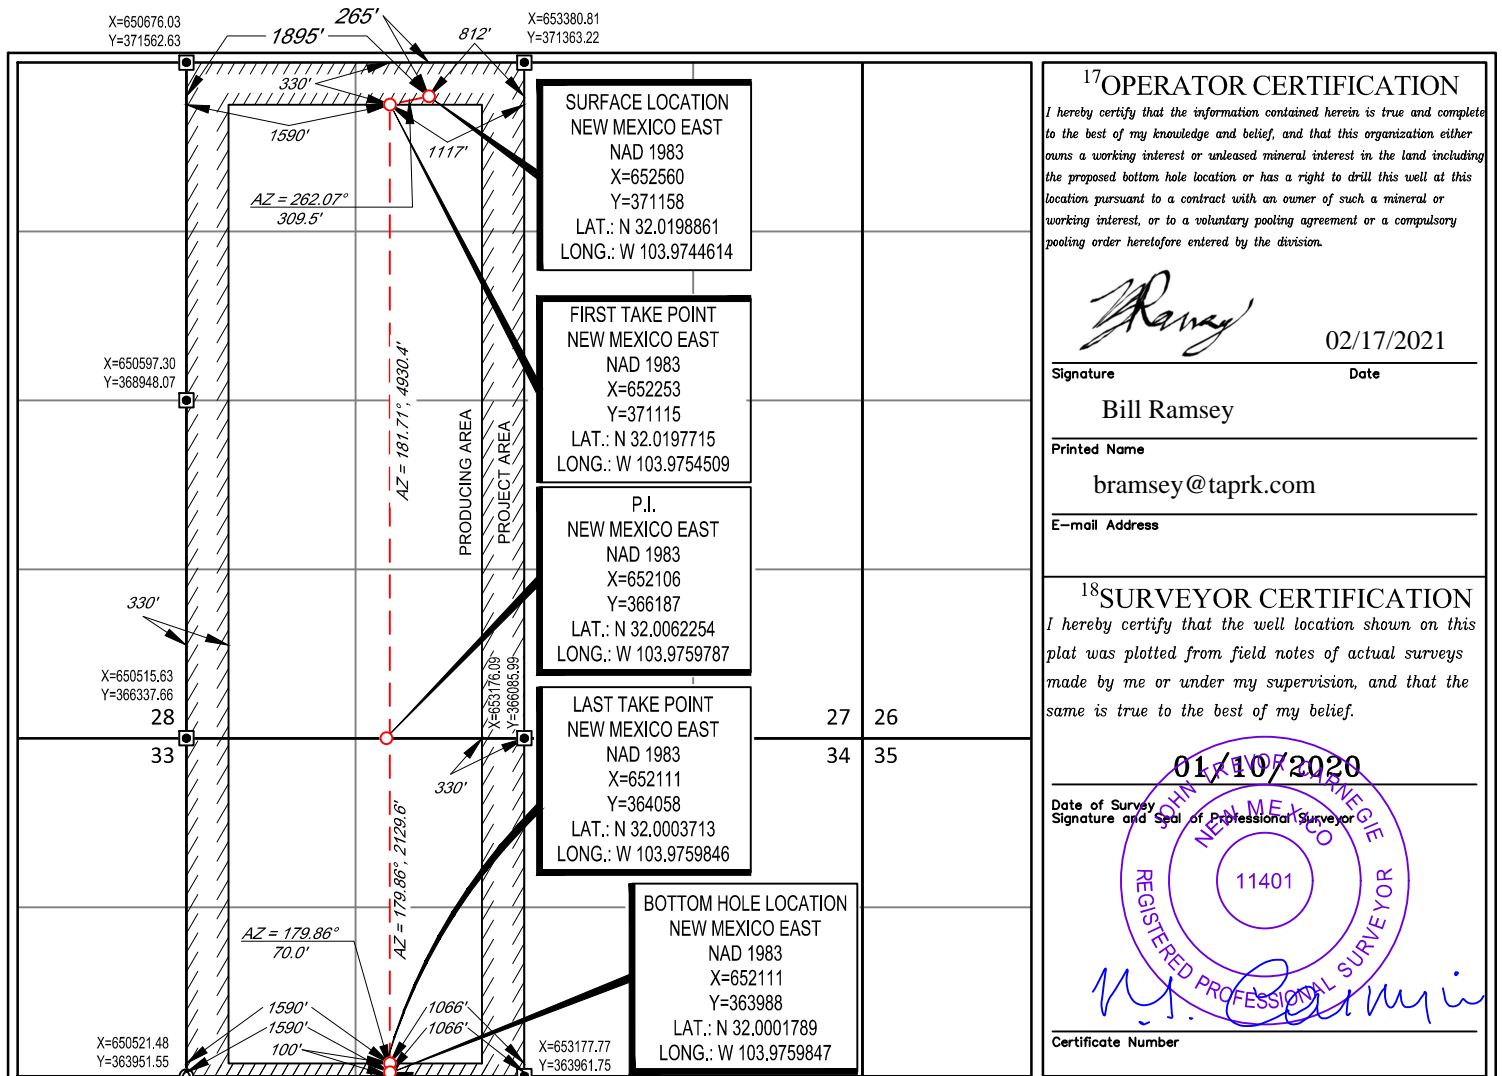 X=650676.03
Y=371562.63
265'
1895'
812'
X=653380.81
Y=371363.22
330'
1590'
1117'
AZ = 262.07°
309.5'
SURFACE LOCATION
NEW MEXICO EAST
NAD 1983
X=652560
Y=371158
LAT.: N 32.0198861
LONG.: W 103.9744614
FIRST TAKE POINT
NEW MEXICO EAST
NAD 1983
X=652253
Y=371115
LAT.: N 32.0197715
LONG.: W 103.9754509
X=650597.30
Y=368948.07
AZ = 181.71°, 4930.4'
PRODUCING AREA
PROJECT AREA
P.I.
NEW MEXICO EAST
NAD 1983
X=652106
Y=366187
LAT.: N 32.0062254
LONG.: W 103.9759787
330'
X=650515.63
Y=366337.66
X=653176.09
Y=366085.99
28
33
27 26
34 35
330'
LAST TAKE POINT
NEW MEXICO EAST
NAD 1983
X=652111
Y=364058
LAT.: N 32.0003713
LONG.: W 103.9759846
AZ = 179.86°, 2129.6'
AZ = 179.86°
70.0'
BOTTOM HOLE LOCATION
NEW MEXICO EAST
NAD 1983
X=652111
Y=363988
LAT.: N 32.0001789
LONG.: W 103.9759847
1590'
1590'
100'
1066'
1066'
X=650521.48
Y=363951.55
X=653177.77
Y=363961.75
17 OPERATOR CERTIFICATION
I hereby certify that the information contained herein is true and complete
to the best of my knowledge and belief, and that this organization either
owns a working interest or unleased mineral interest in the land including
the proposed bottom hole location or has a right to drill this well at this
location pursuant to a contract with an owner of such a mineral or
working interest, or to a voluntary pooling agreement or a compulsory
pooling order heretofore entered by the division.
02/17/2021
Signature Date
Bill Ramsey
Printed Name
bramsey@taprk.com
E-mail Address
18 SURVEYOR CERTIFICATION
I hereby certify that the well location shown on this
plat was plotted from field notes of actual surveys
made by me or under my supervision, and that the
same is true to the best of my belief.
01/10/2020
Date of Survey
Signature and Seal of Professional Surveyor
JOHN TREVOR CARNEGIE
NEW MEXICO
11401
REGISTERED PROFESSIONAL SURVEYOR
Certificate Number